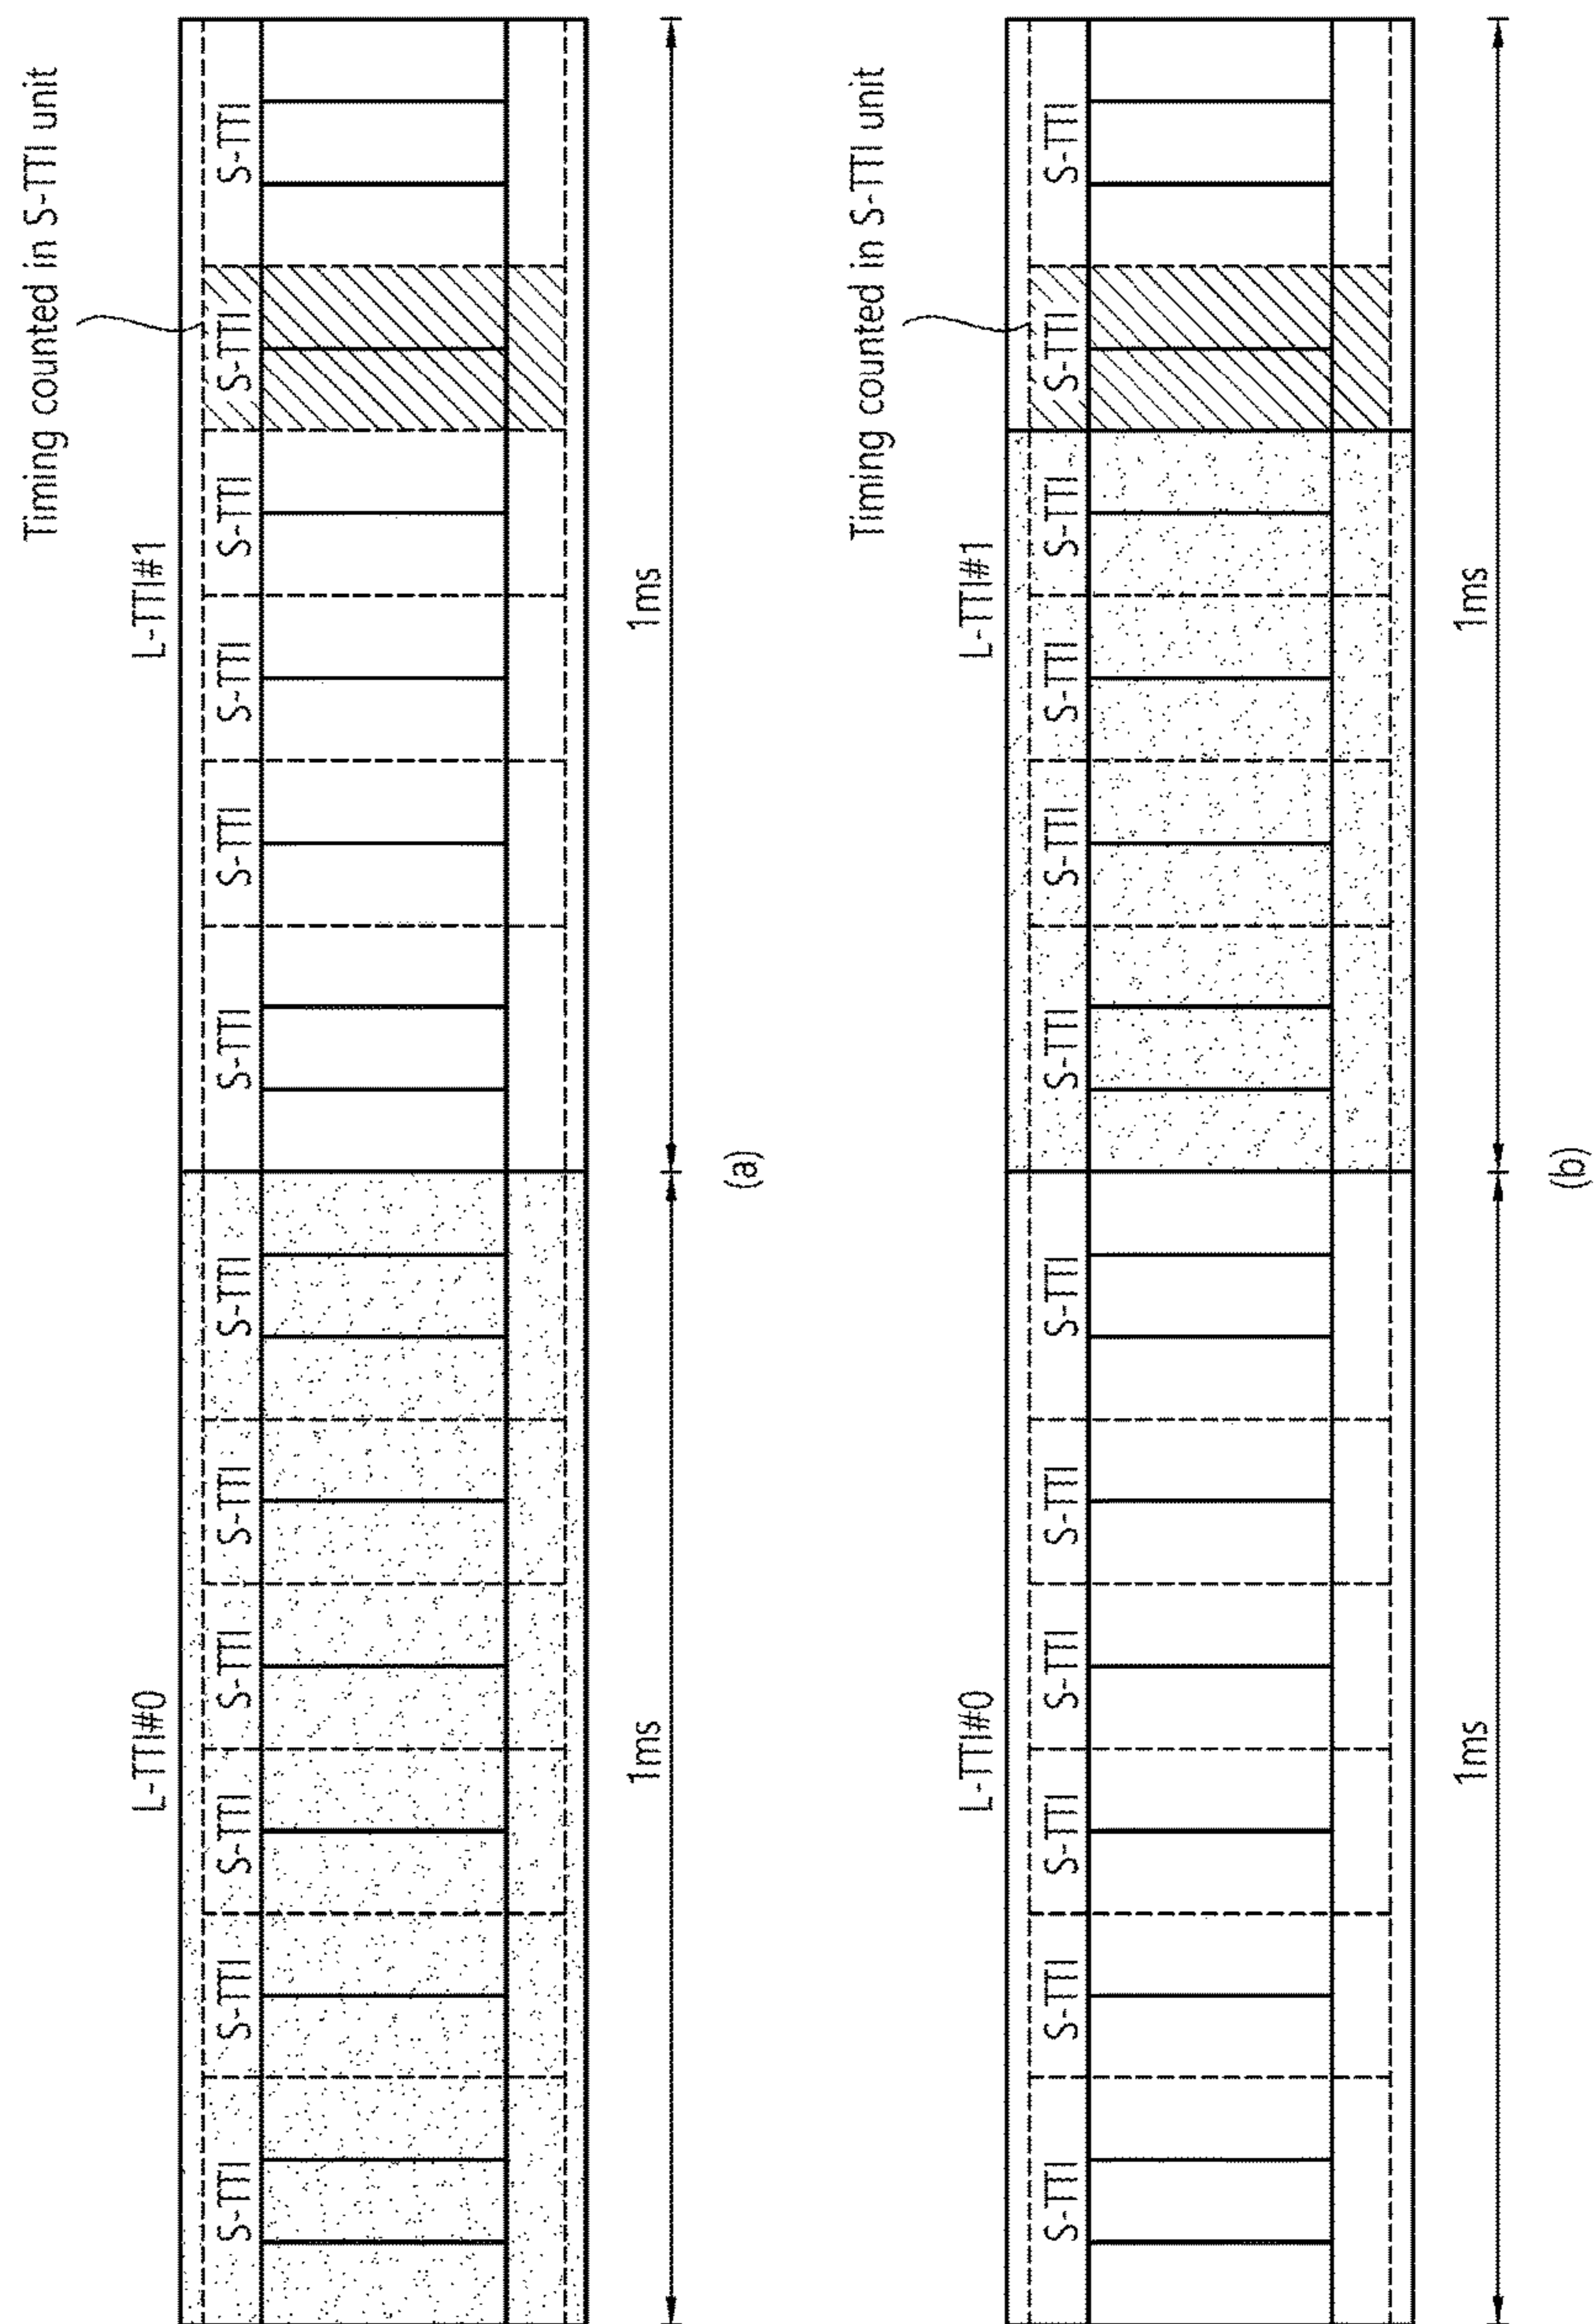 Timing counted in S-TTI unit
L-TTI#0 L-TTI#1
S-TTI S-TTI S-TTI S-TTI S-TTI S-TTI S-TTI S-TTI S-TTI S-TTI S-TTI S-TTI
1ms 1ms
(a)
Timing counted in S-TTI unit
L-TTI#0 L-TTI#1
S-TTI S-TTI S-TTI S-TTI S-TTI S-TTI S-TTI S-TTI S-TTI S-TTI S-TTI S-TTI
1ms 1ms
(b)